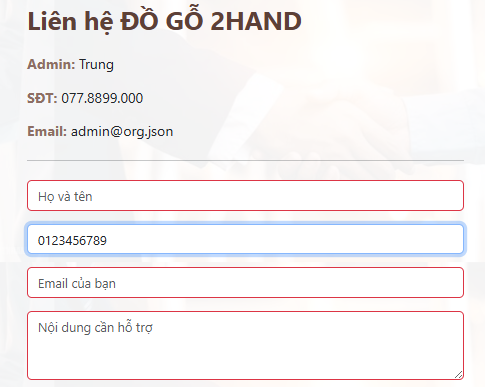 Liên hệ ĐỒ GỖ 2HAND
Admin: Trung
SĐT: 077.8899.000
Email: admin@org.json
Họ và tên
0123456789
Email của bạn
Nội dung cần hỗ trợ